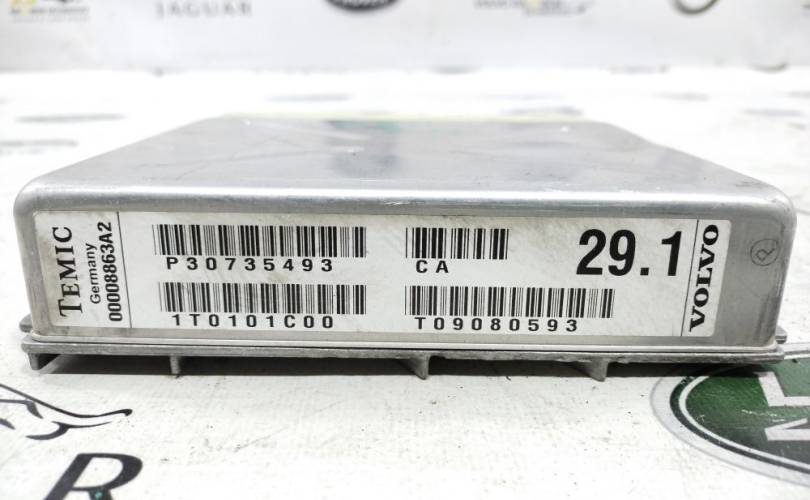 JAGUAR
TEMIC
Germany
00008863A2
P30735493
CA
29.1
1T0101C00
T09080593
VOLVO
R